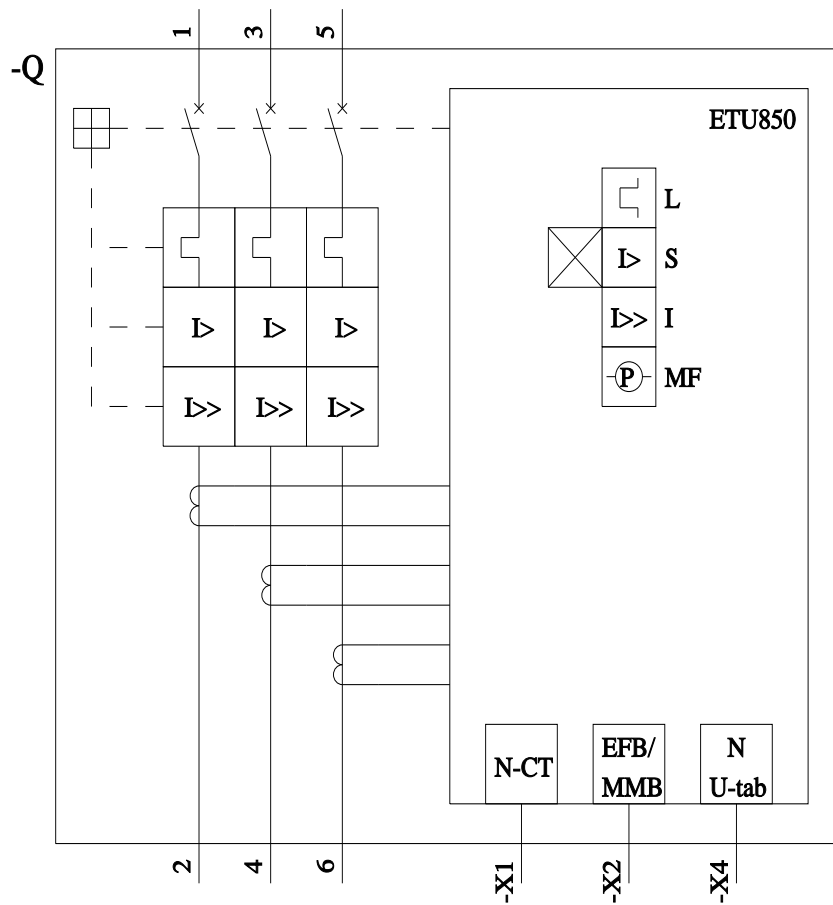 1 3 5
-Q
ETU850
L
I> S
I> I> I> I>> I
P MF
I>> I>> I>>
N-CT
EFB/
MMB
N
U-tab
2 4 6 -X1 -X2 -X4